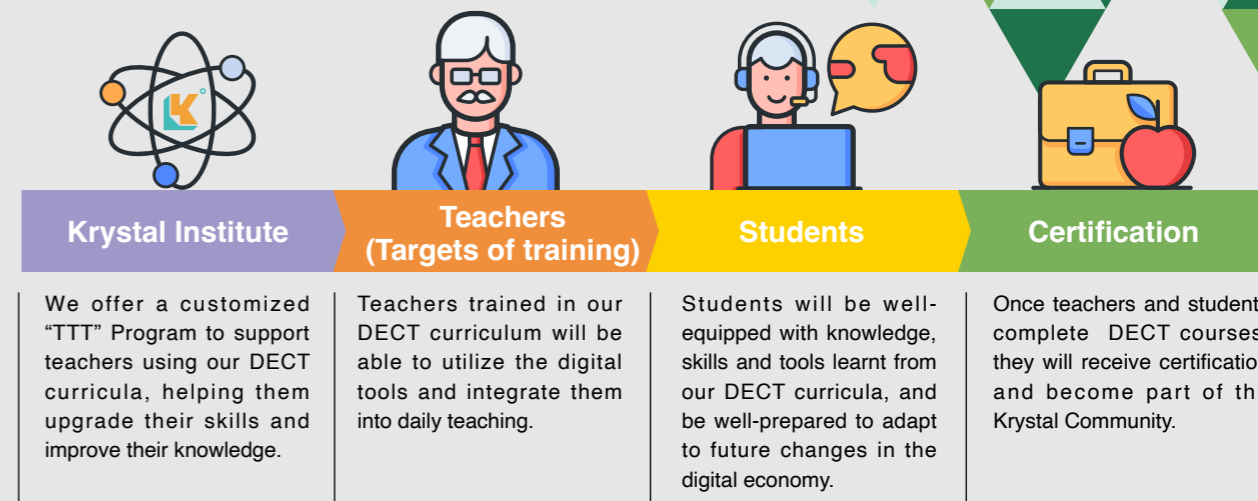 LK
Krystal Institute
Teachers
(Targets of training)
Students
Certification
We offer a customized
“TTT” Program to support
teachers using our DECT
curricula, helping them
upgrade their skills and
improve their knowledge.
Teachers trained in our
DECT curriculum will be
able to utilize the digital
tools and integrate them
into daily teaching.
Students will be well-
equipped with knowledge,
skills and tools learnt from
our DECT curricula, and
be well-prepared to adapt
to future changes in the
digital economy.
Once teachers and student
complete DECT courses
they will receive certificatio
and become part of th
Krystal Community.